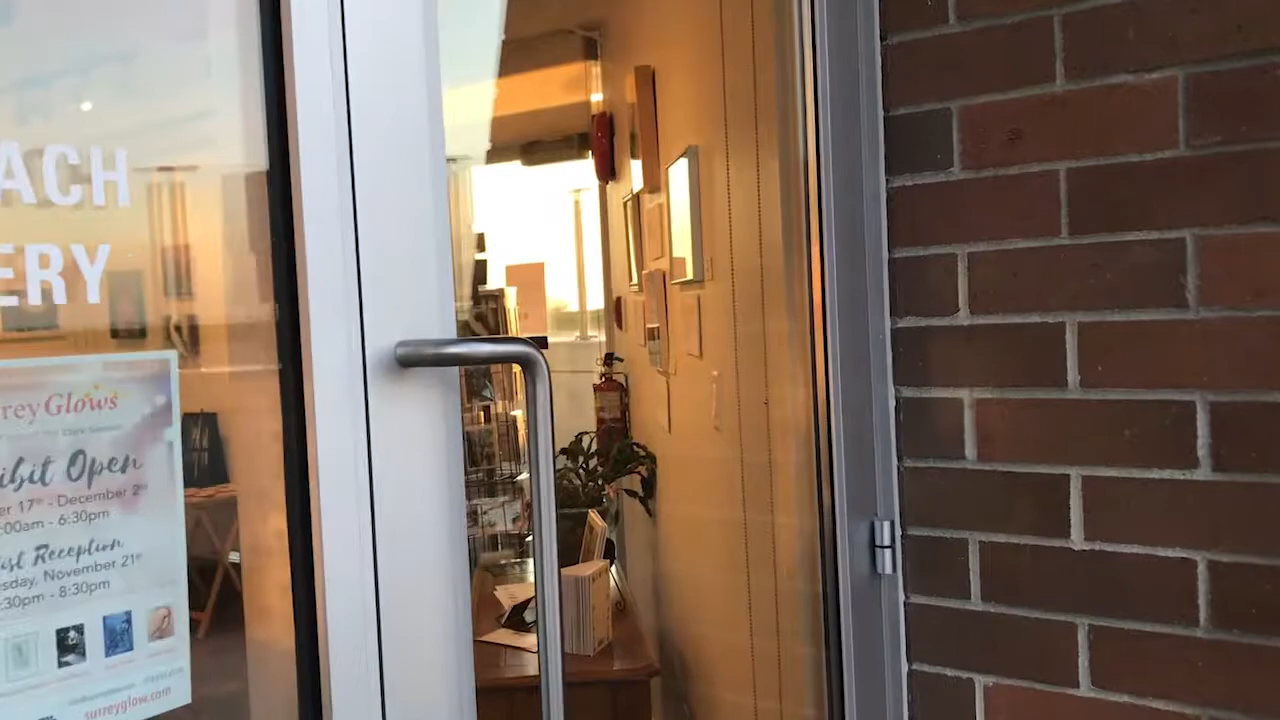 ACH
ERY
rreyGlows
ibit Open
er 17th - December 2nd
:00am - 6:30pm
ist Reception
sday, November 21st
:30pm - 8:30pm
surreyglow.com